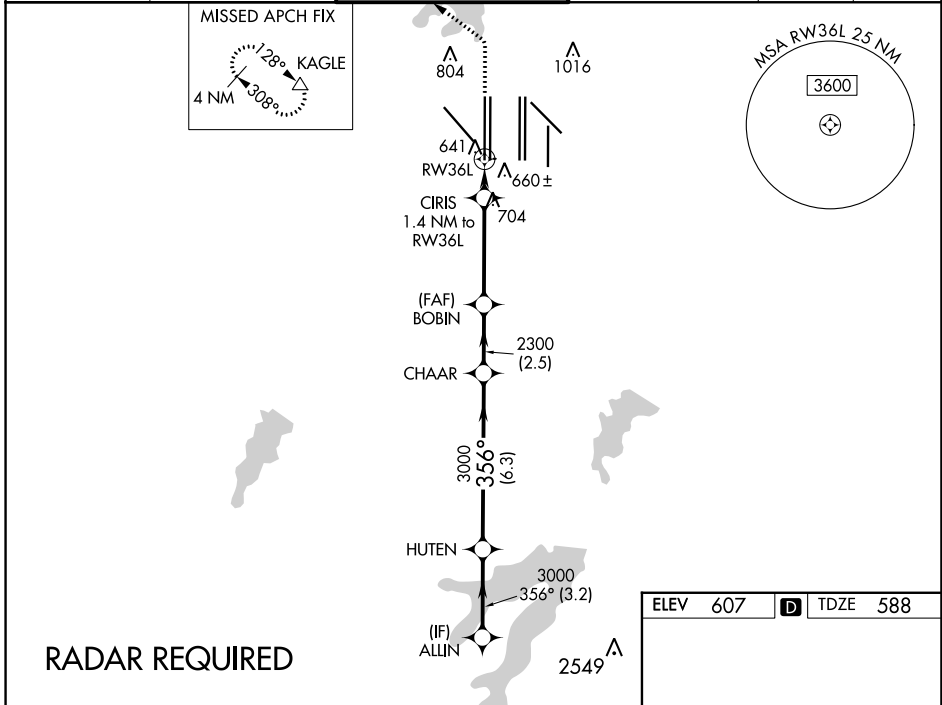 MISSED APCH FIX
128°
KAGLE
4 NM
308°
804
1016
MSA RW36L 25 NM
3600
641
RW36L
660 ±
CIRIS
1.4 NM to
RW36L
704
(FAF)
BOBIN
2300
(2.5)
CHAAR
3000
356°
(6.3)
HUTEN
3000
356° (3.2)
(IF)
ALLIN
2549
RADAR REQUIRED
ELEV 607 D TDZE 588